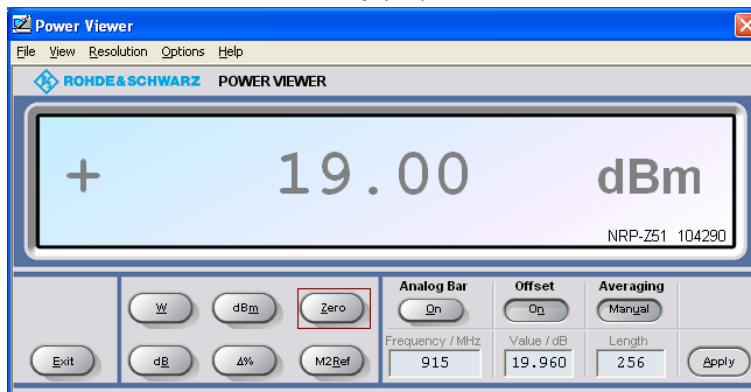 Power Viewer
File View Resolution Options Help
ROHDE&SCHWARZ POWER VIEWER
+ 19.00 dBm
NRP-Z51 104290
Analog Bar Offset Averaging
W dBm Zero On On Manual
Frequency / MHz Value / dB Length
Exit dB Δ% M2Ref 915 19.960 256 Apply